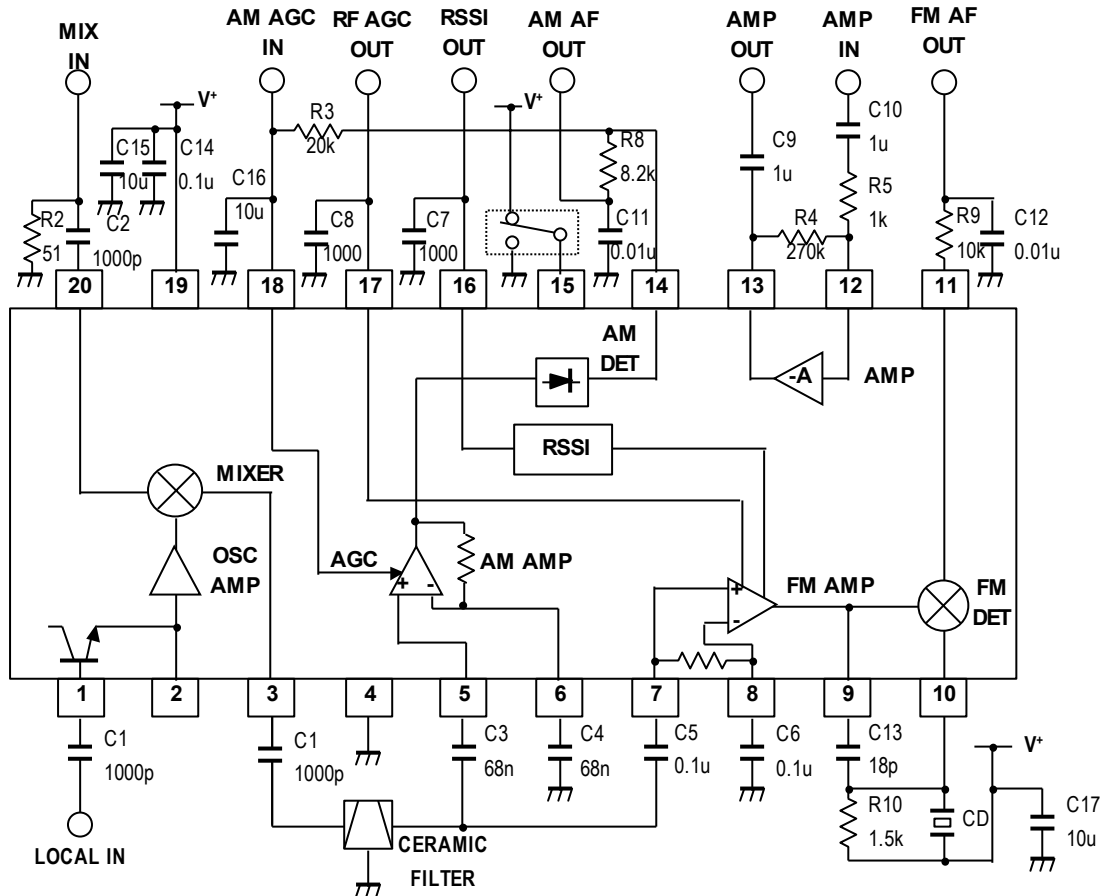 MIX
IN
AM AGC
IN
RF AGC
OUT
RSSI
OUT
AM AF
OUT
AMP
OUT
AMP
IN
FM AF
OUT
V+
V+
C15
10u
C14
0.1u
C16
10u
R3
20k
R2
51
C2
1000p
C8
1000
C7
1000
R8
8.2k
C11
0.01u
C9
1u
C10
1u
R5
1k
R4
270k
R9
10k
C12
0.01u
20
19
18
17
16
15
14
13
12
11
AM
DET
-A
AMP
RSSI
MIXER
OSC
AMP
AGC
+
-
AM AMP
+
-
FM AMP
FM
DET
1
2
3
4
5
6
7
8
9
10
C1
1000p
C1
1000p
C3
68n
C4
68n
C5
0.1u
C6
0.1u
C13
18p
V+
R10
1.5k
CD
C17
10u
LOCAL IN
CERAMIC
FILTER